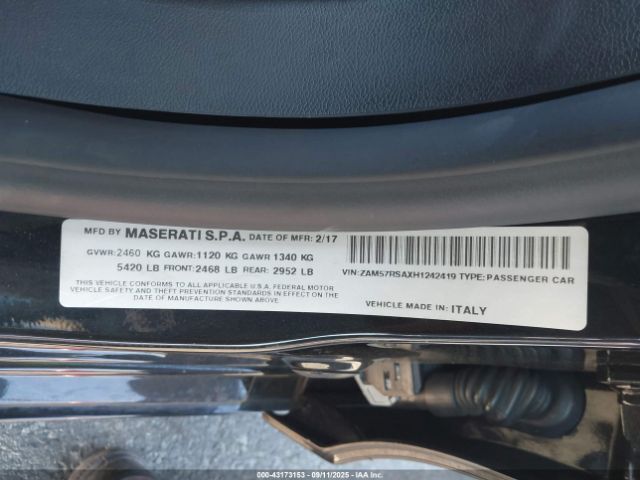 MFD BY MASERATI S.P.A. DATE OF MFR: 2/17
GVWR:2460 KG GAWR:1120 KG GAWR 1340 KG
5420 LB FRONT:2468 LB REAR: 2952 LB
THIS VEHICLE CONFORMS TO ALL APPLICABLE U.S.A. FEDERAL MOTOR
VEHICLE SAFETY AND THEFT PREVENTION STANDARDS IN EFFECT ON THE
DATE OF MANUFACTURE SHOWN ABOVE
VIN:ZAM57RSAXH1242419 TYPE:PASSENGER CAR
VEHICLE MADE IN: ITALY
000-43173153 - 09/11/2025 - IAAI.COM